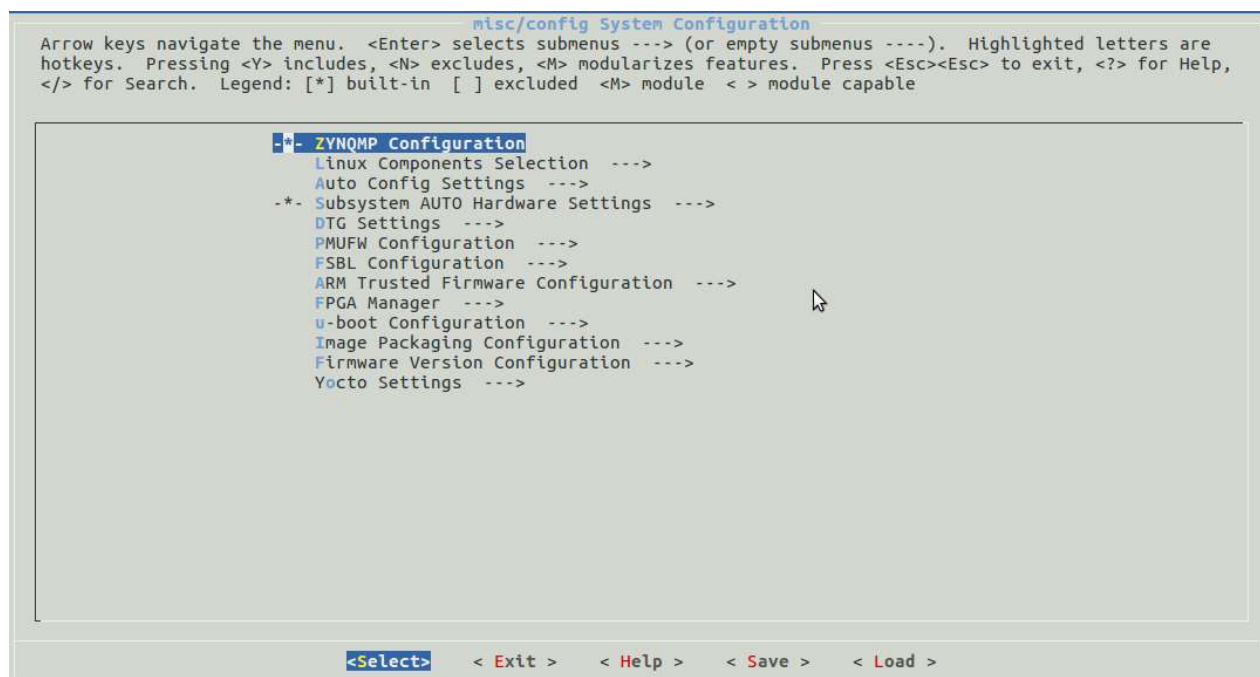 misc/config System Configuration
Arrow keys navigate the menu.  <Enter> selects submenus ---> (or empty submenus ----).  Highlighted letters are
hotkeys.  Pressing <Y> includes, <N> excludes, <M> modularizes features.  Press <Esc><Esc> to exit, <?> for Help,
</> for Search.  Legend: [*] built-in  [ ] excluded  <M> module  < > module capable
-*- ZYNQMP Configuration
Linux Components Selection  --->
Auto Config Settings  --->
-*- Subsystem AUTO Hardware Settings  --->
DTG Settings  --->
PMUFW Configuration  --->
FSBL Configuration  --->
ARM Trusted Firmware Configuration  --->
FPGA Manager  --->
u-boot Configuration  --->
Image Packaging Configuration  --->
Firmware Version Configuration  --->
Yocto Settings  --->
<Select>    < Exit >    < Help >    < Save >    < Load >